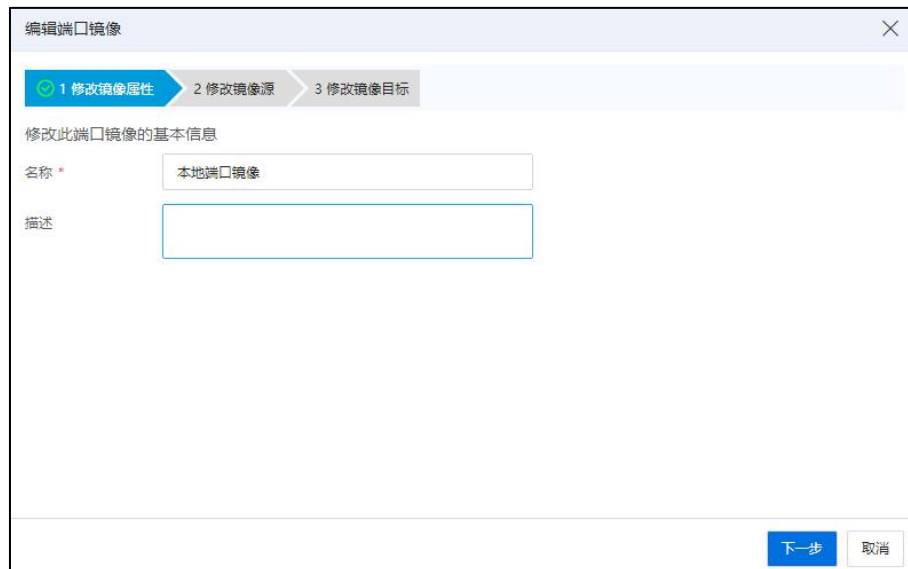 编辑端口镜像
1 修改镜像属性 2 修改镜像源 3 修改镜像目标
修改此端口镜像的基本信息
名称 * 本地端口镜像
描述
下一步 取消